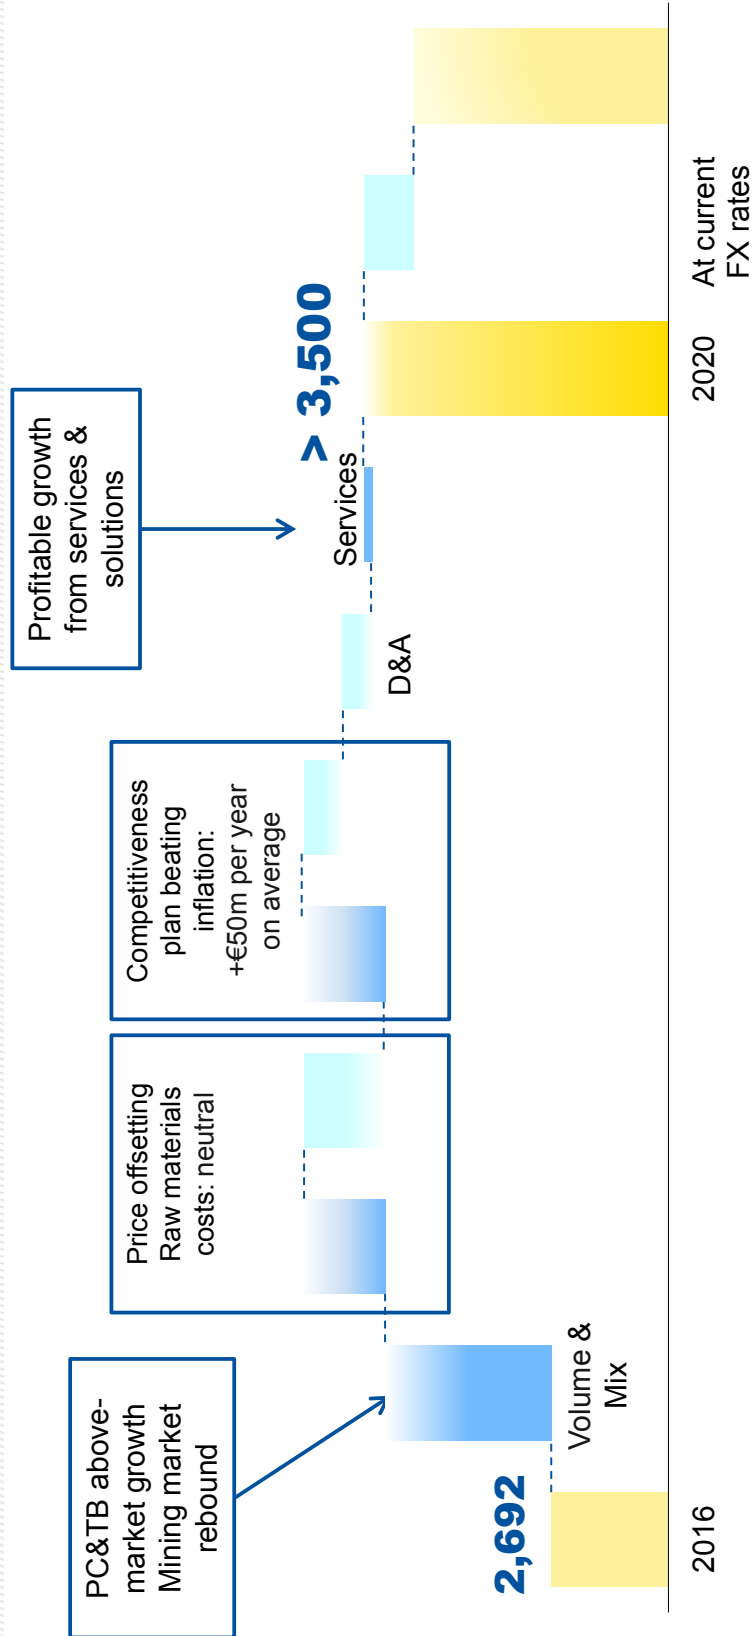 PC&TB above-
market growth
Mining market
rebound
Price offsetting
Raw materials
costs: neutral
Competitiveness
plan beating
inflation:
+€50m per year
on average
Profitable growth
from services &
solutions
2,692
Volume &
Mix
D&A
Services
> 3,500
2016
2020
At current
FX rates